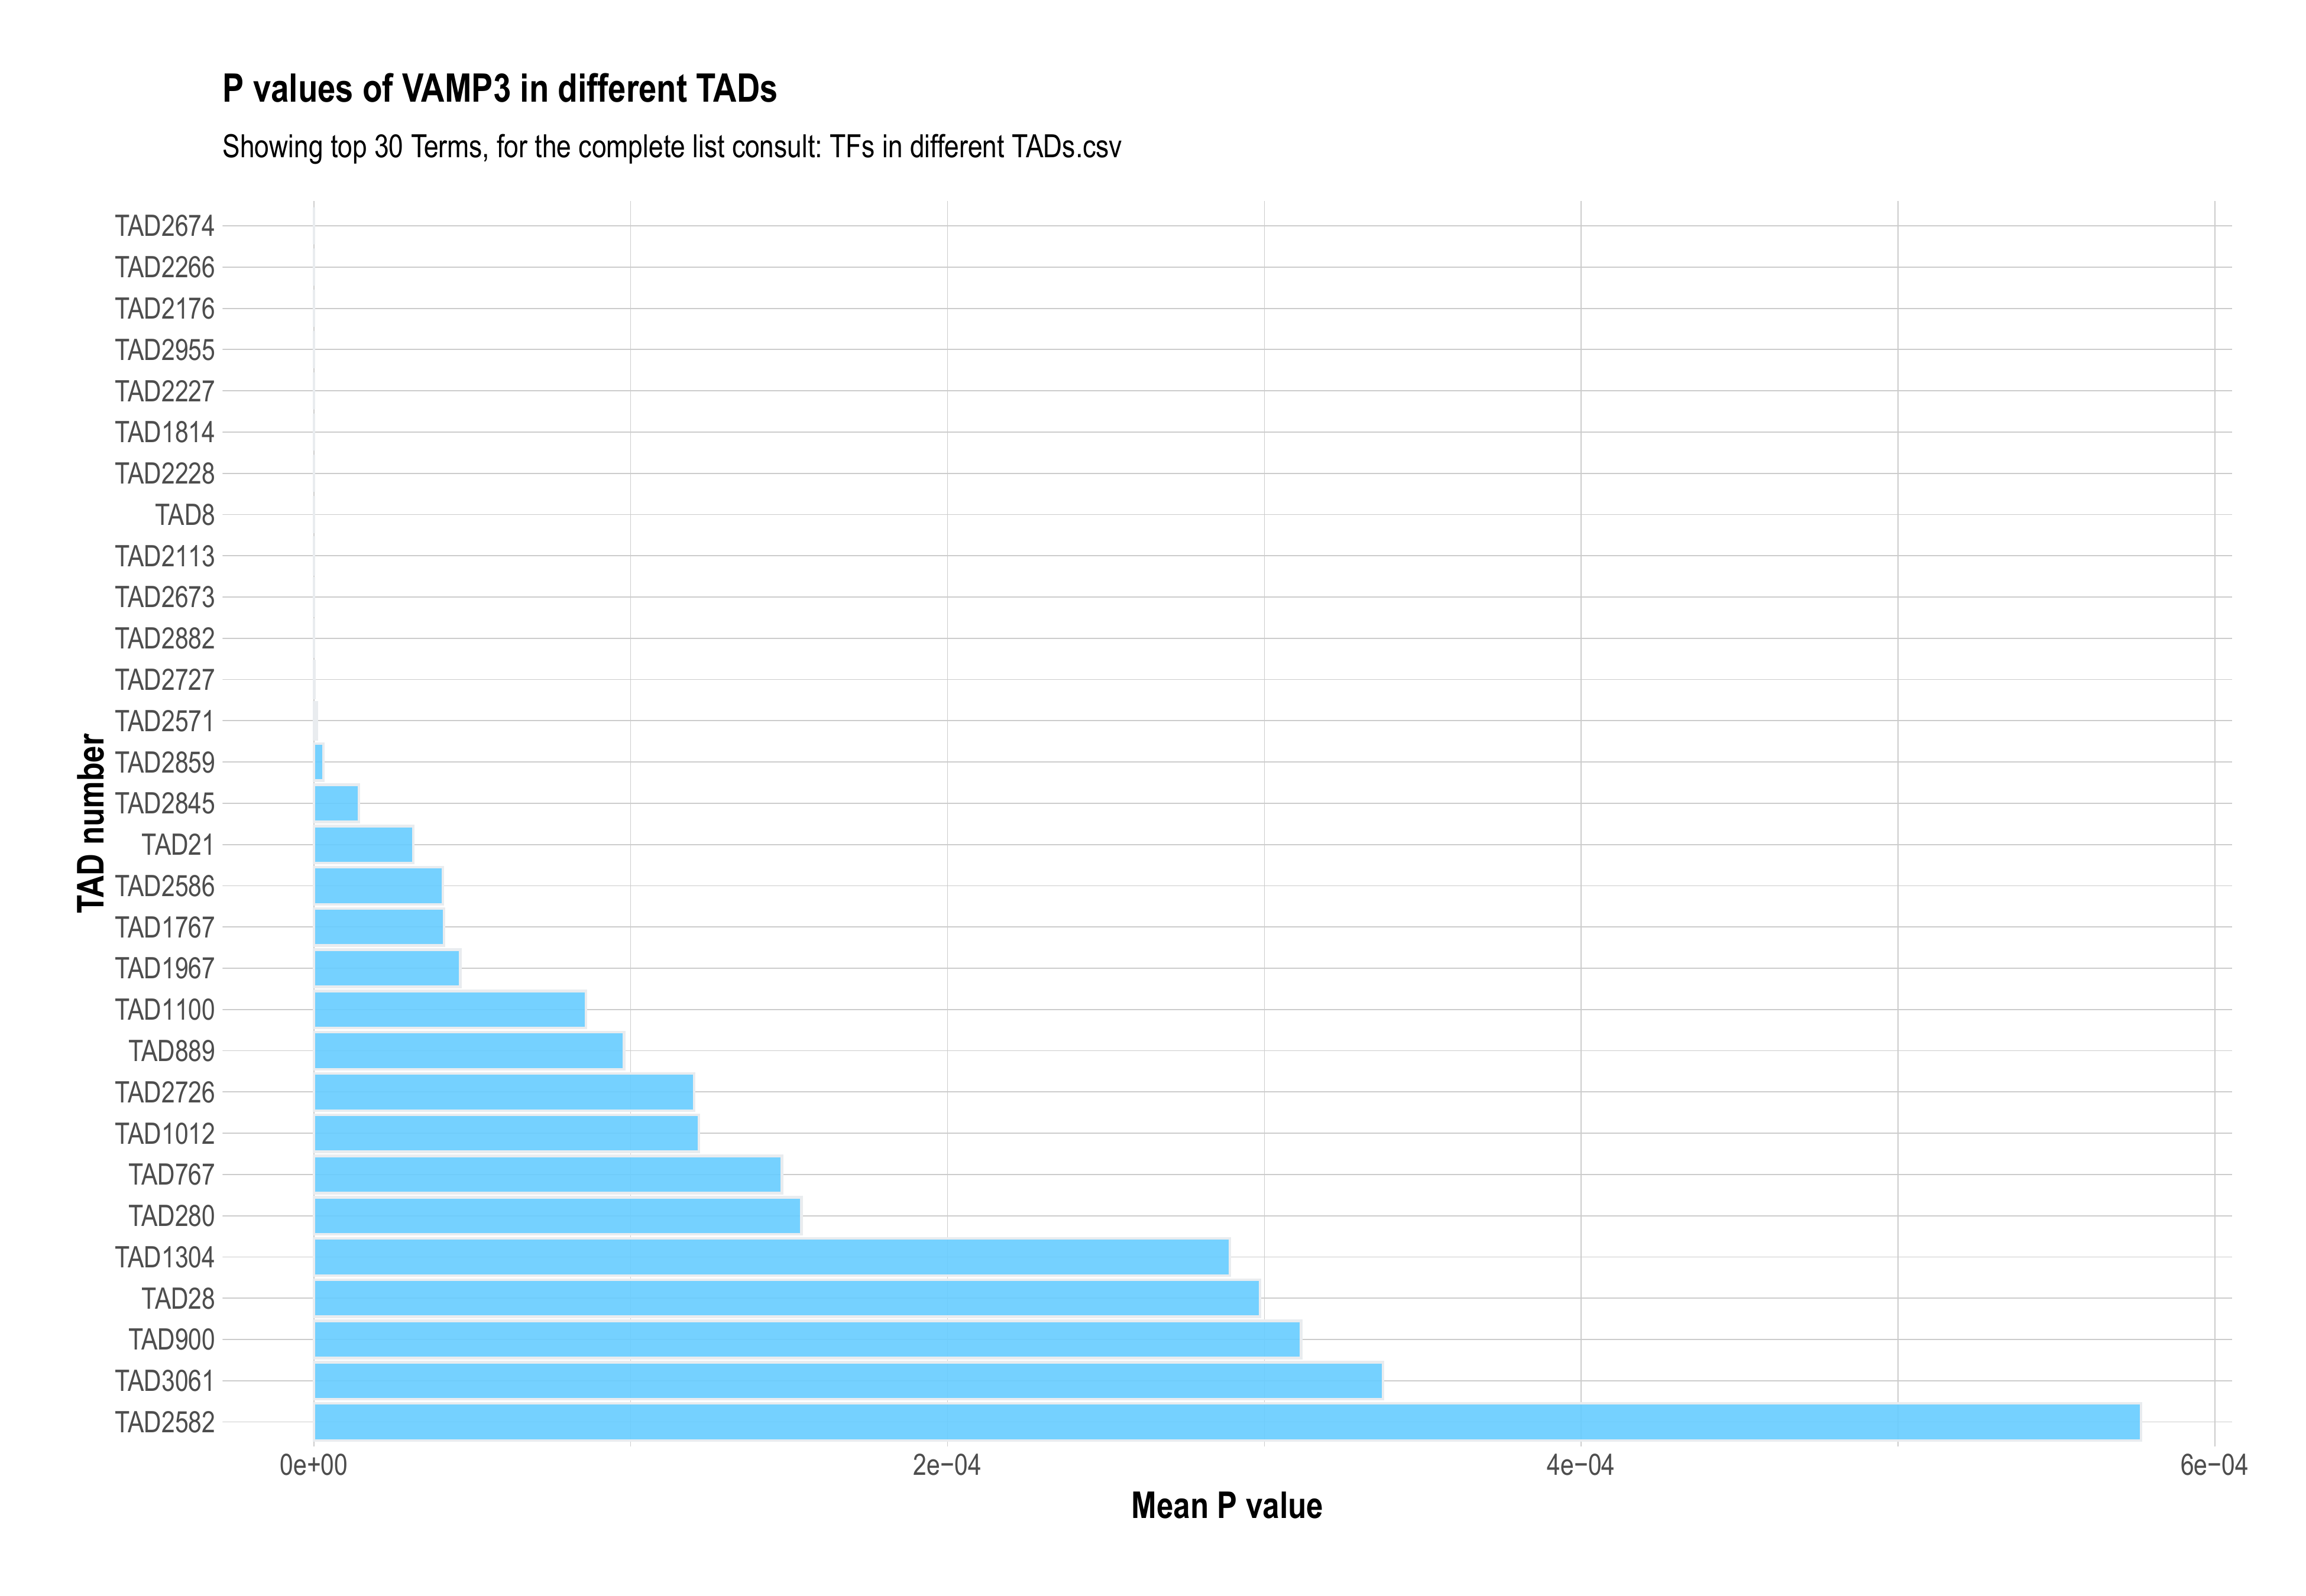 P values of VAMP3 in different TADs
Showing top 30 Terms, for the complete list consult: TFs in different TADs.csv
TAD2674
TAD2266
TAD2176
TAD2955
TAD2227
TAD1814
TAD2228
TAD8
TAD2113
TAD2673
TAD2882
TAD2727
TAD2571
TAD2859
TAD2845
TAD21
TAD2586
TAD1767
TAD1967
TAD1100
TAD889
TAD2726
TAD1012
TAD767
TAD280
TAD1304
TAD28
TAD900
TAD3061
TAD2582
TAD number
0e+00 2e−04 4e−04 6e−04
Mean P value